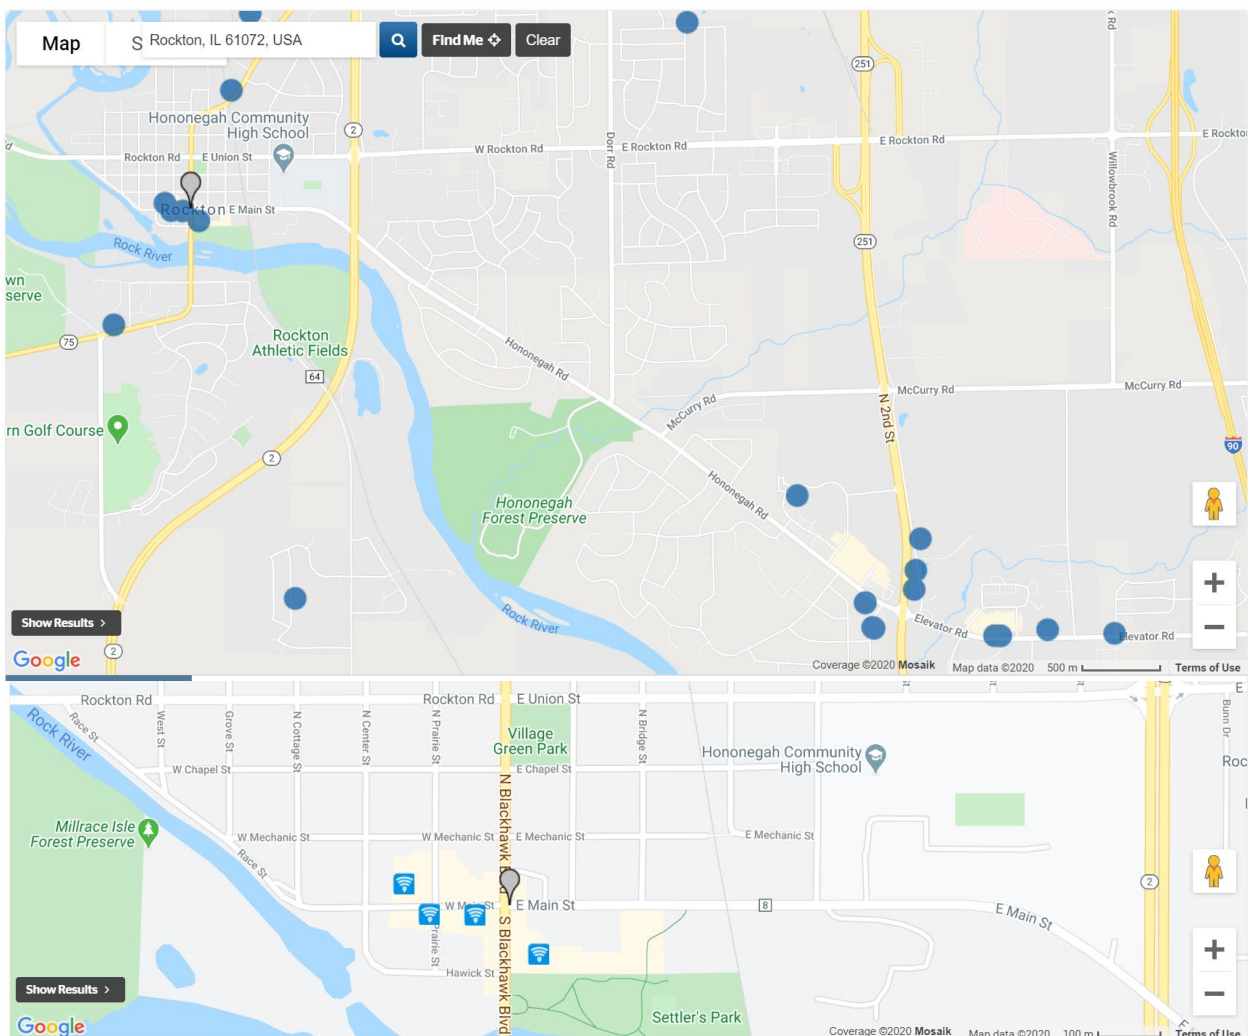 Map
S
Rockton, IL 61072, USA
Find Me
Clear
251
Hononegah Community
High School
2
Rockton Rd
E Union St
W Rockton Rd
Dorr Rd
E Rockton Rd
E Rockton Rd
Willowbrook Rd
Rockton
E Main St
Rock River
251
75
Rockton
Athletic Fields
64
Hononegah Rd
McCurry Rd
McCurry Rd
McCurry Rd
N 2nd St
rn Golf Course
2
90
Hononegah
Forest Preserve
Hononegah Rd
Rock River
Elevator Rd
Elevator Rd
Show Results >
2
Google
Coverage ©2020 Mosaik
Map data ©2020
500 m
Terms of Use
Rockton Rd
Rockton Rd
E Union St
Rock River
Race St
West St
Grove St
N Cottage St
N Center St
N Prairie St
N Bridge St
Bunn Dr
Village
Green Park
Hononegah Community
High School
Roc
W Chapel St
E Chapel St
N Blackhawk B
Millrace Isle
Forest Preserve
W Mechanic St
W Mechanic St
E Mechanic St
E Mechanic St
Race St
2
W Main St
E Main St
8
E Main St
Prairie St
S Blackhawk Blvd
Hawick St
Show Results >
Settler's Park
Google
Coverage ©2020 Mosaik
Map data ©2020
100 m
Terms of Use